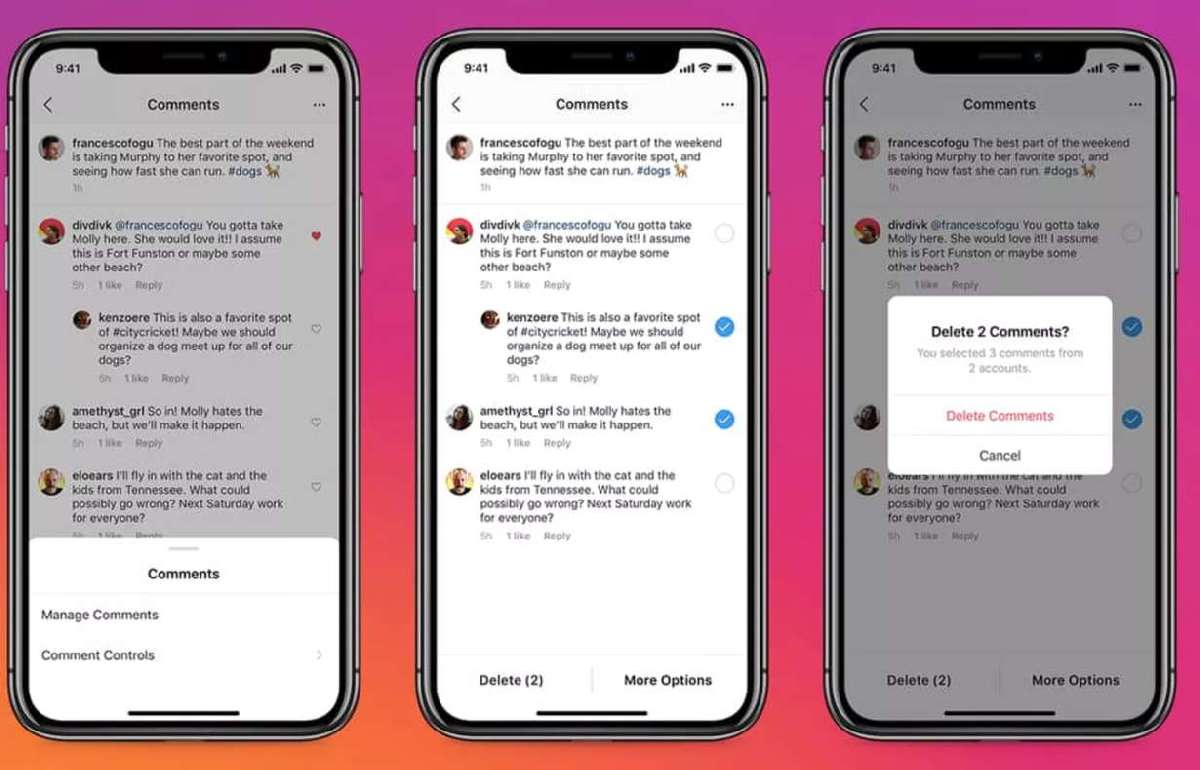 9:41
Comments
francescofogu The best part of the weekend
is taking Murphy to her favorite spot, and
seeing how fast she can run. #dogs
1h
divdivk @francescofogu You gotta take
Molly here. She would love it!! I assume
this is Fort Funston or maybe some
other beach?
5h 1 like Reply
kenzoere This is also a favorite spot
of #citycricket! Maybe we should
organize a dog meet up for all of our
dogs?
5h 1 like Reply
amethyst_grl So in! Molly hates the
beach, but we'll make it happen.
5h 1 like Reply
eloears I'll fly in with the cat and the
kids from Tennessee. What could
possibly go wrong? Next Saturday work
for everyone?
5h 1 like Reply
Comments
Manage Comments
Comment Controls
9:41
Comments
francescofogu The best part of the weekend
is taking Murphy to her favorite spot, and
seeing how fast she can run. #dogs
1h
divdivk @francescofogu You gotta take
Molly here. She would love it!! I assume
this is Fort Funston or maybe some
other beach?
5h 1 like Reply
kenzoere This is also a favorite spot
of #citycricket! Maybe we should
organize a dog meet up for all of our
dogs?
5h 1 like Reply
amethyst_grl So in! Molly hates the
beach, but we'll make it happen.
5h 1 like Reply
eloears I'll fly in with the cat and the
kids from Tennessee. What could
possibly go wrong? Next Saturday work
for everyone?
5h 1 like Reply
Delete (2) More Options
9:41
Comments
francescofogu The best part of the weekend
is taking Murphy to her favorite spot, and
seeing how fast she can run. #dogs
1h
divdivk @francescofogu You gotta take
Molly here. She would love it!! I assume
this is Fort Funston or maybe some
other beach?
5h 1 like Reply
Delete 2 Comments?
You selected 3 comments from
2 accounts.
Delete Comments
Cancel
eloears I'll fly in with the cat and the
kids from Tennessee. What could
possibly go wrong? Next Saturday work
for everyone?
5h 1 like Reply
Delete (2) More Options